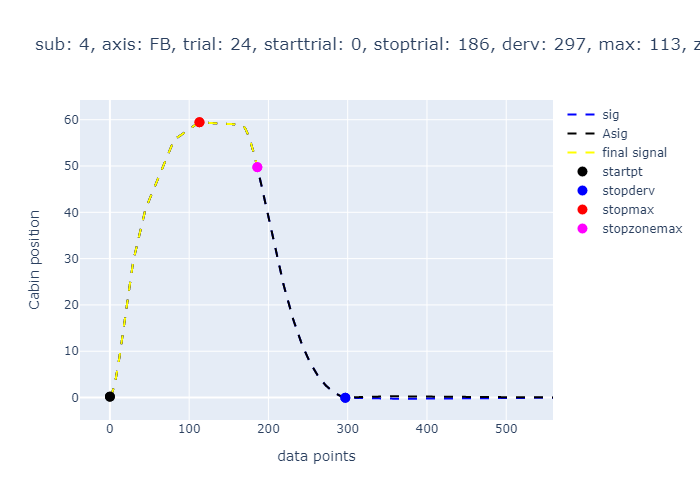 sub: 4, axis: FB, trial: 24, starttrial: 0, stoptrial: 186, derv: 297, max: 113, z
sig
Asig
final signal
startpt
stopderv
stopmax
stopzonemax
Cabin position
60
50
40
30
20
10
0
0 100 200 300 400 500
data points